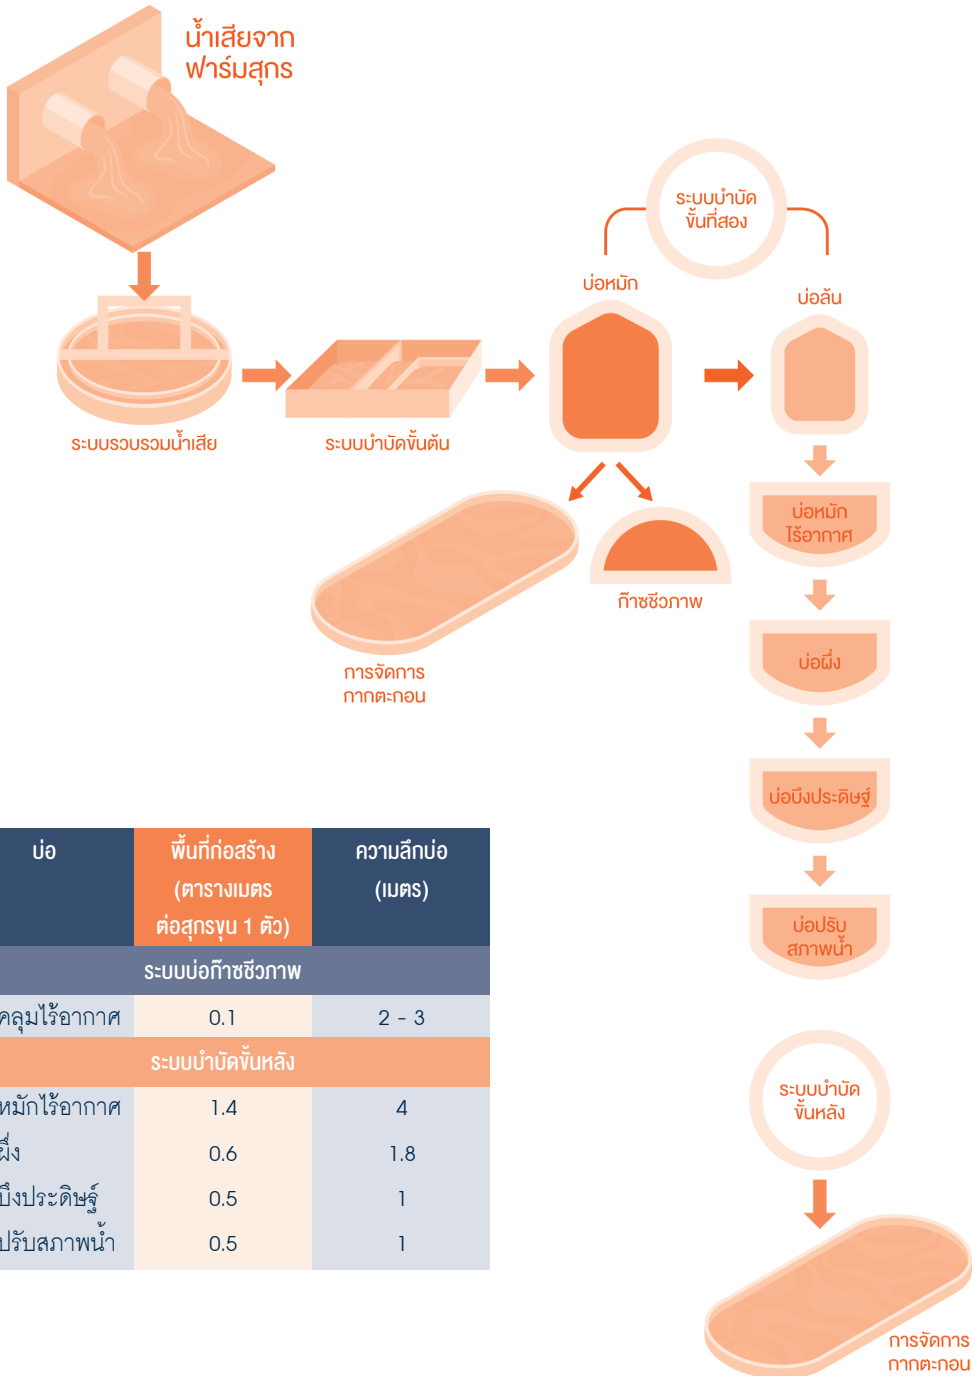 น้ำเสียจาก
ฟาร์มสุกร
ระบบบำบัด
ขั้นที่สอง
บ่อหมัก
บ่อล้น
ระบบรวบรวมน้ำเสีย
ระบบบำบัดขั้นต้น
บ่อหมัก
ไร้อากาศ
ก๊าซชีวภาพ
การจัดการ
กากตะกอน
บ่อผึ่ง
บ่อบึงประดิษฐ์
บ่อปรับ
สภาพน้ำ
บ่อ พื้นที่ก่อสร้าง ความลึกบ่อ
(ตารางเมตร (เมตร)
ต่อสุกรขุน 1 ตัว)
ระบบบ่อก๊าซชีวภาพ
คลุมไร้อากาศ 0.1 2 - 3
ระบบบำบัดขั้นหลัง
หมักไร้อากาศ 1.4 4
ผึ่ง 0.6 1.8
บึงประดิษฐ์ 0.5 1
ปรับสภาพน้ำ 0.5 1
ระบบบำบัด
ขั้นหลัง
การจัดการ
กากตะกอน